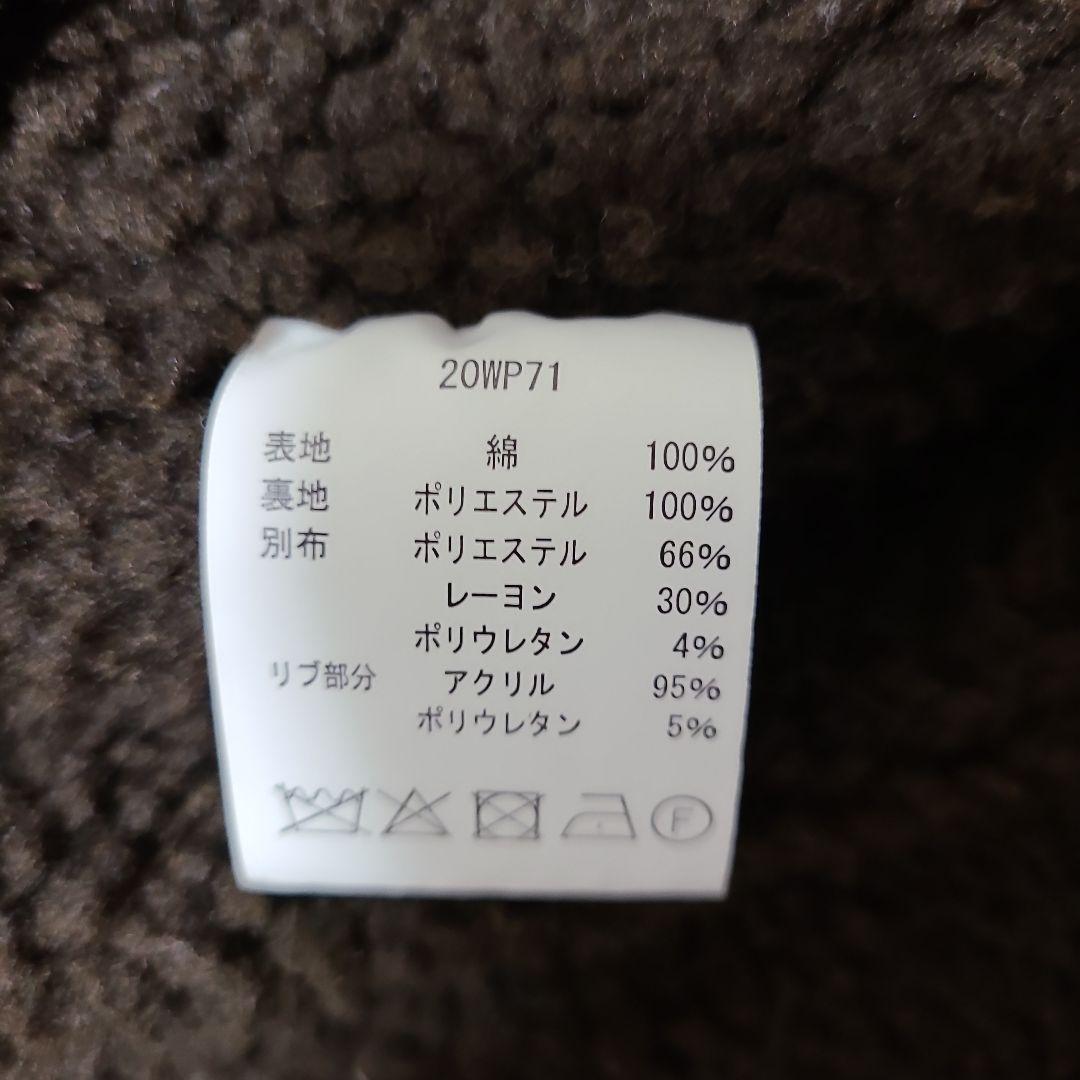 20WP71
表地 綿 100%
裏地 ポリエステル 100%
別布 ポリエステル 66%
レーヨン 30%
ポリウレタン 4%
リブ部分 アクリル 95%
ポリウレタン 5%
F